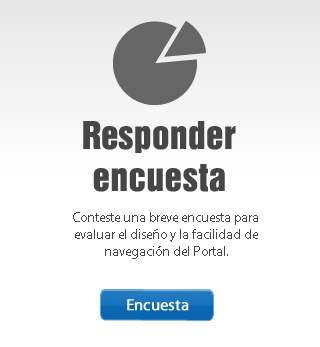 Responder
encuesta
Conteste una breve encuesta para
evaluar el diseño y la facilidad de
navegación del Portal.
Encuesta